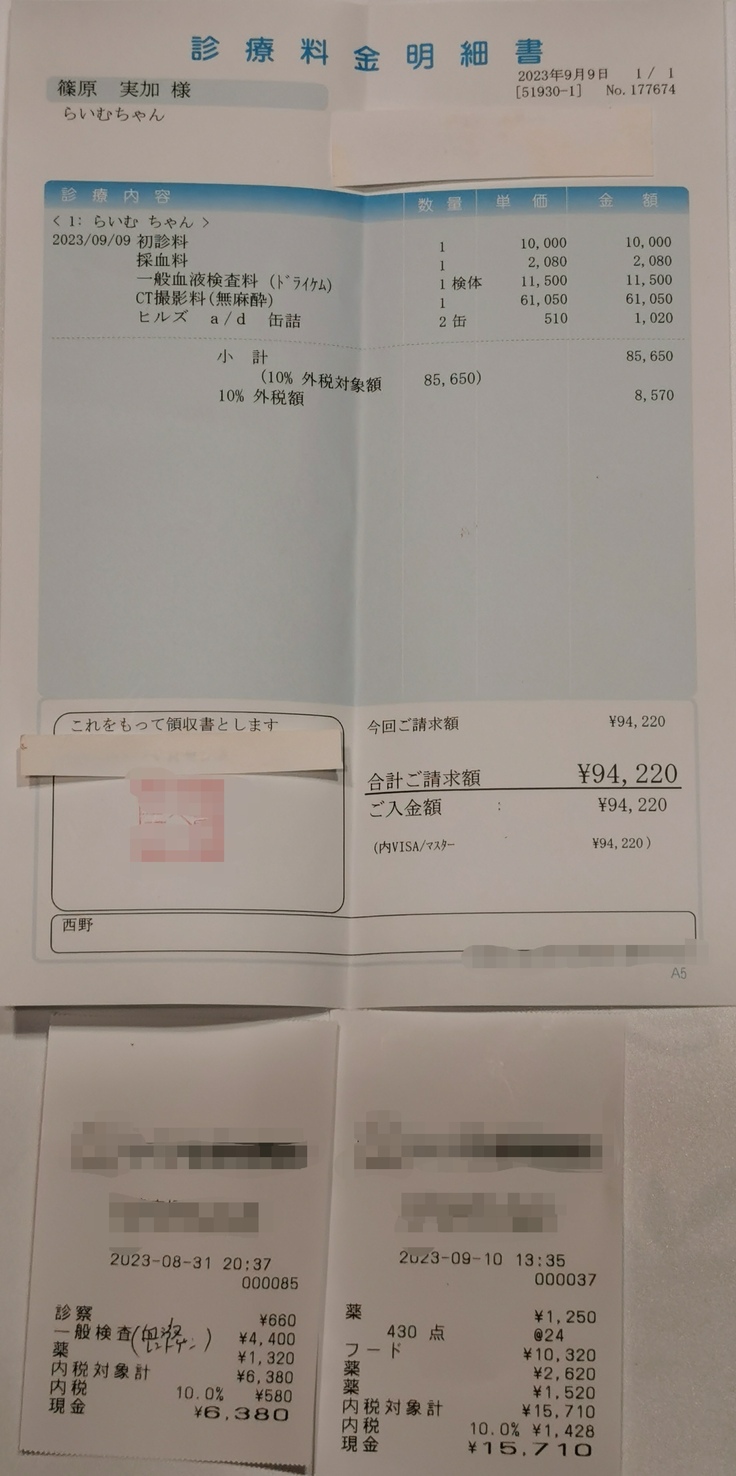 診療料金明細書
2023年9月9日 1 / 1
篠原 実加 様
[51930-1] No.177674
らいむちゃん
診療内容 数量 単価 金額
< 1: らいむ ちゃん >
2023/09/09 初診料 1 10,000 10,000
採血料 1 2,080 2,080
一般血液検査料 (ﾄﾞﾗｲｹﾑ) 1 検体 11,500 11,500
CT撮影料(無麻酔) 1 61,050 61,050
ヒルズ a/d 缶詰 2 缶 510 1,020
小 計 85,650
(10% 外税対象額 85,650)
10% 外税額 8,570
これをもって領収書とします
今回ご請求額 ¥94,220
合計ご請求額 ¥94,220
ご入金額 : ¥94,220
(内VISA/ﾏｽﾀｰ ¥94,220 )
西野
A5
2023-08-31 20:37
000085
診察 ¥660
一般検査(血液 レントゲン) ¥4,400
薬 ¥1,320
内税対象計 ¥6,380
内税 10.0% ¥580
現金 ¥6,380
2023-09-10 13:35
000037
薬 ¥1,250
430 点 @24
フード ¥10,320
薬 ¥2,620
薬 ¥1,520
内税対象計 ¥15,710
内税 10.0% ¥1,428
現金 ¥15,710